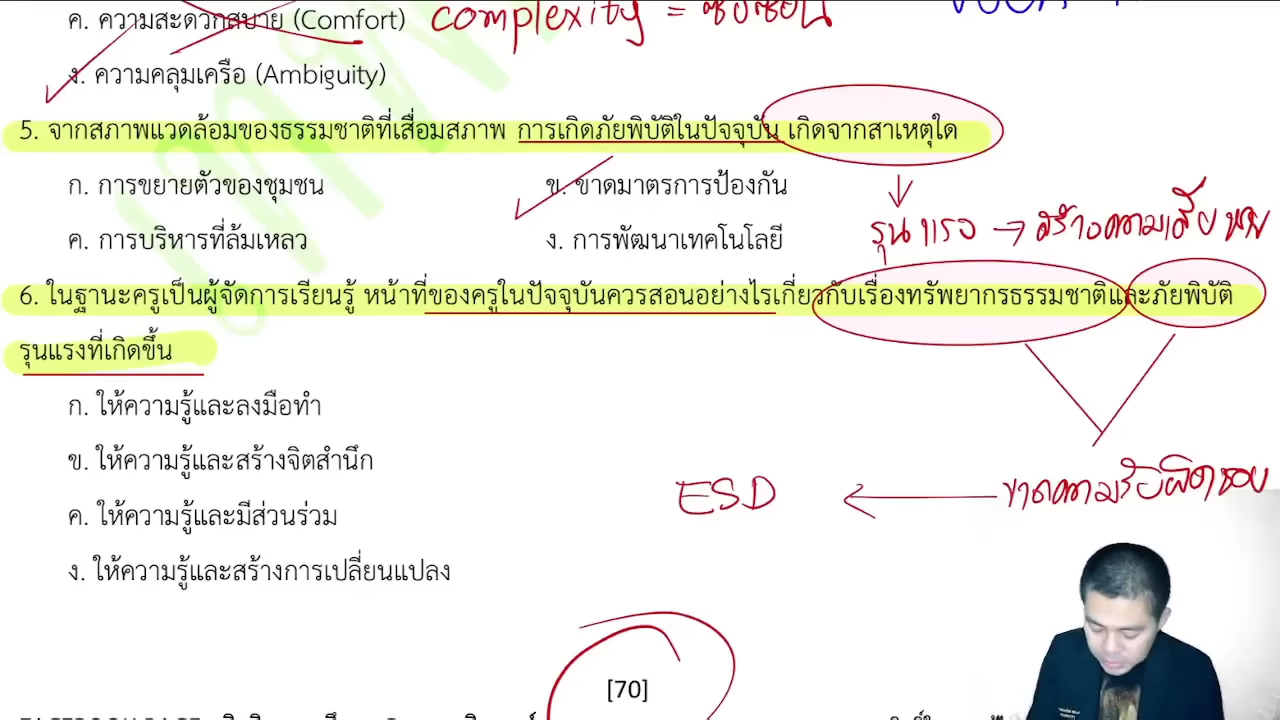 ค. ความสะดวกสบาย (Comfort) complexity = ซับซ้อน
ง. ความคลุมเครือ (Ambiguity)
5. จากสภาพแวดล้อมของธรรมชาติที่เสื่อมสภาพ การเกิดภัยพิบัติในปัจจุบัน เกิดจากสาเหตุใด
ก. การขยายตัวของชุมชน ข. ขาดมาตรการป้องกัน
ค. การบริหารที่ล้มเหลว ง. การพัฒนาเทคโนโลยี
รุนแรง → สร้างความเสียหาย
6. ในฐานะครูเป็นผู้จัดการเรียนรู้ หน้าที่ของครูในปัจจุบันควรสอนอย่างไรเกี่ยวกับเรื่องทรัพยากรธรรมชาติและภัยพิบัติ
รุนแรงที่เกิดขึ้น
ก. ให้ความรู้และลงมือทำ
ข. ให้ความรู้และสร้างจิตสำนึก
ESD ← ขาดความรับผิดชอบ
ค. ให้ความรู้และมีส่วนร่วม
ง. ให้ความรู้และสร้างการเปลี่ยนแปลง
[70]